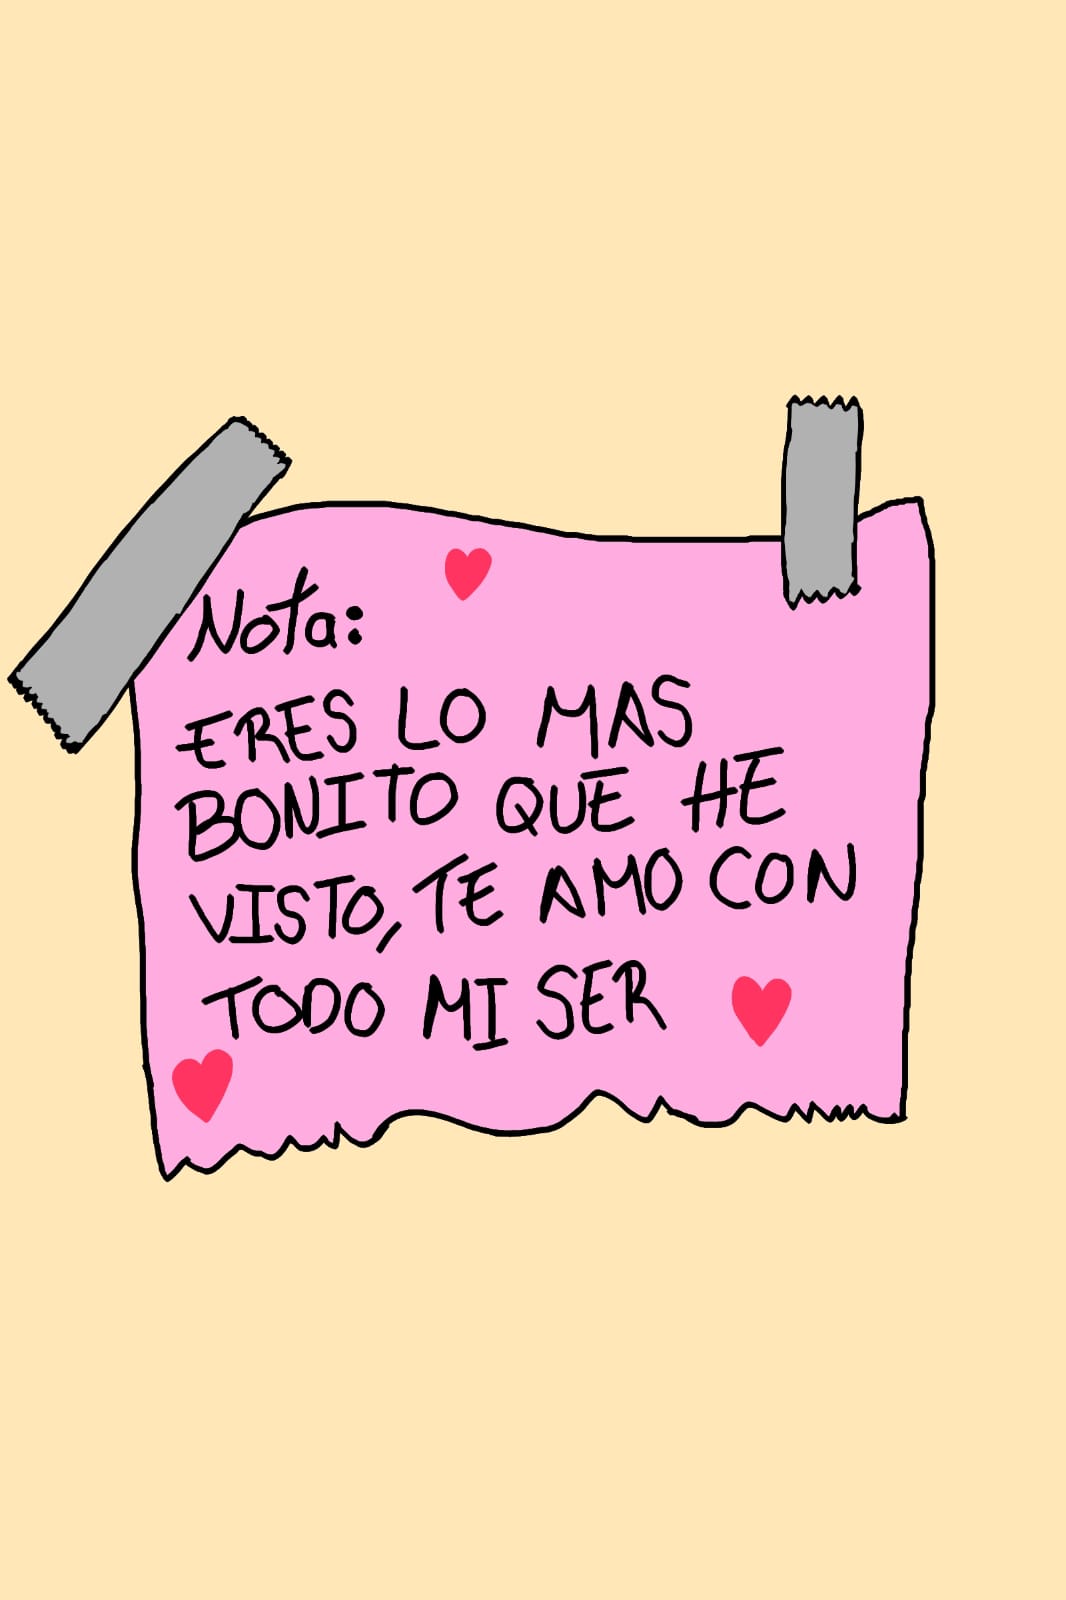 Nota:
ERES LO MAS
BONITO QUE HE
VISTO, TE AMO CON
TODO MI SER